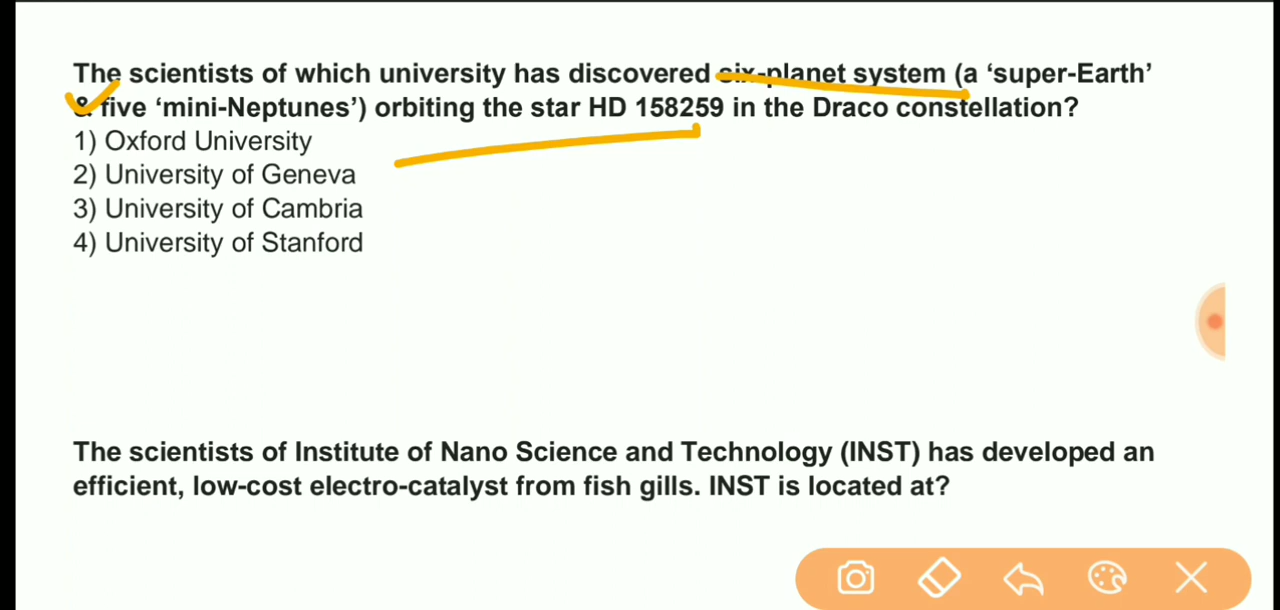 The scientists of which university has discovered six-planet system (a ‘super-Earth’
& five ‘mini-Neptunes’) orbiting the star HD 158259 in the Draco constellation?
1) Oxford University
2) University of Geneva
3) University of Cambria
4) University of Stanford
The scientists of Institute of Nano Science and Technology (INST) has developed an
efficient, low-cost electro-catalyst from fish gills. INST is located at?